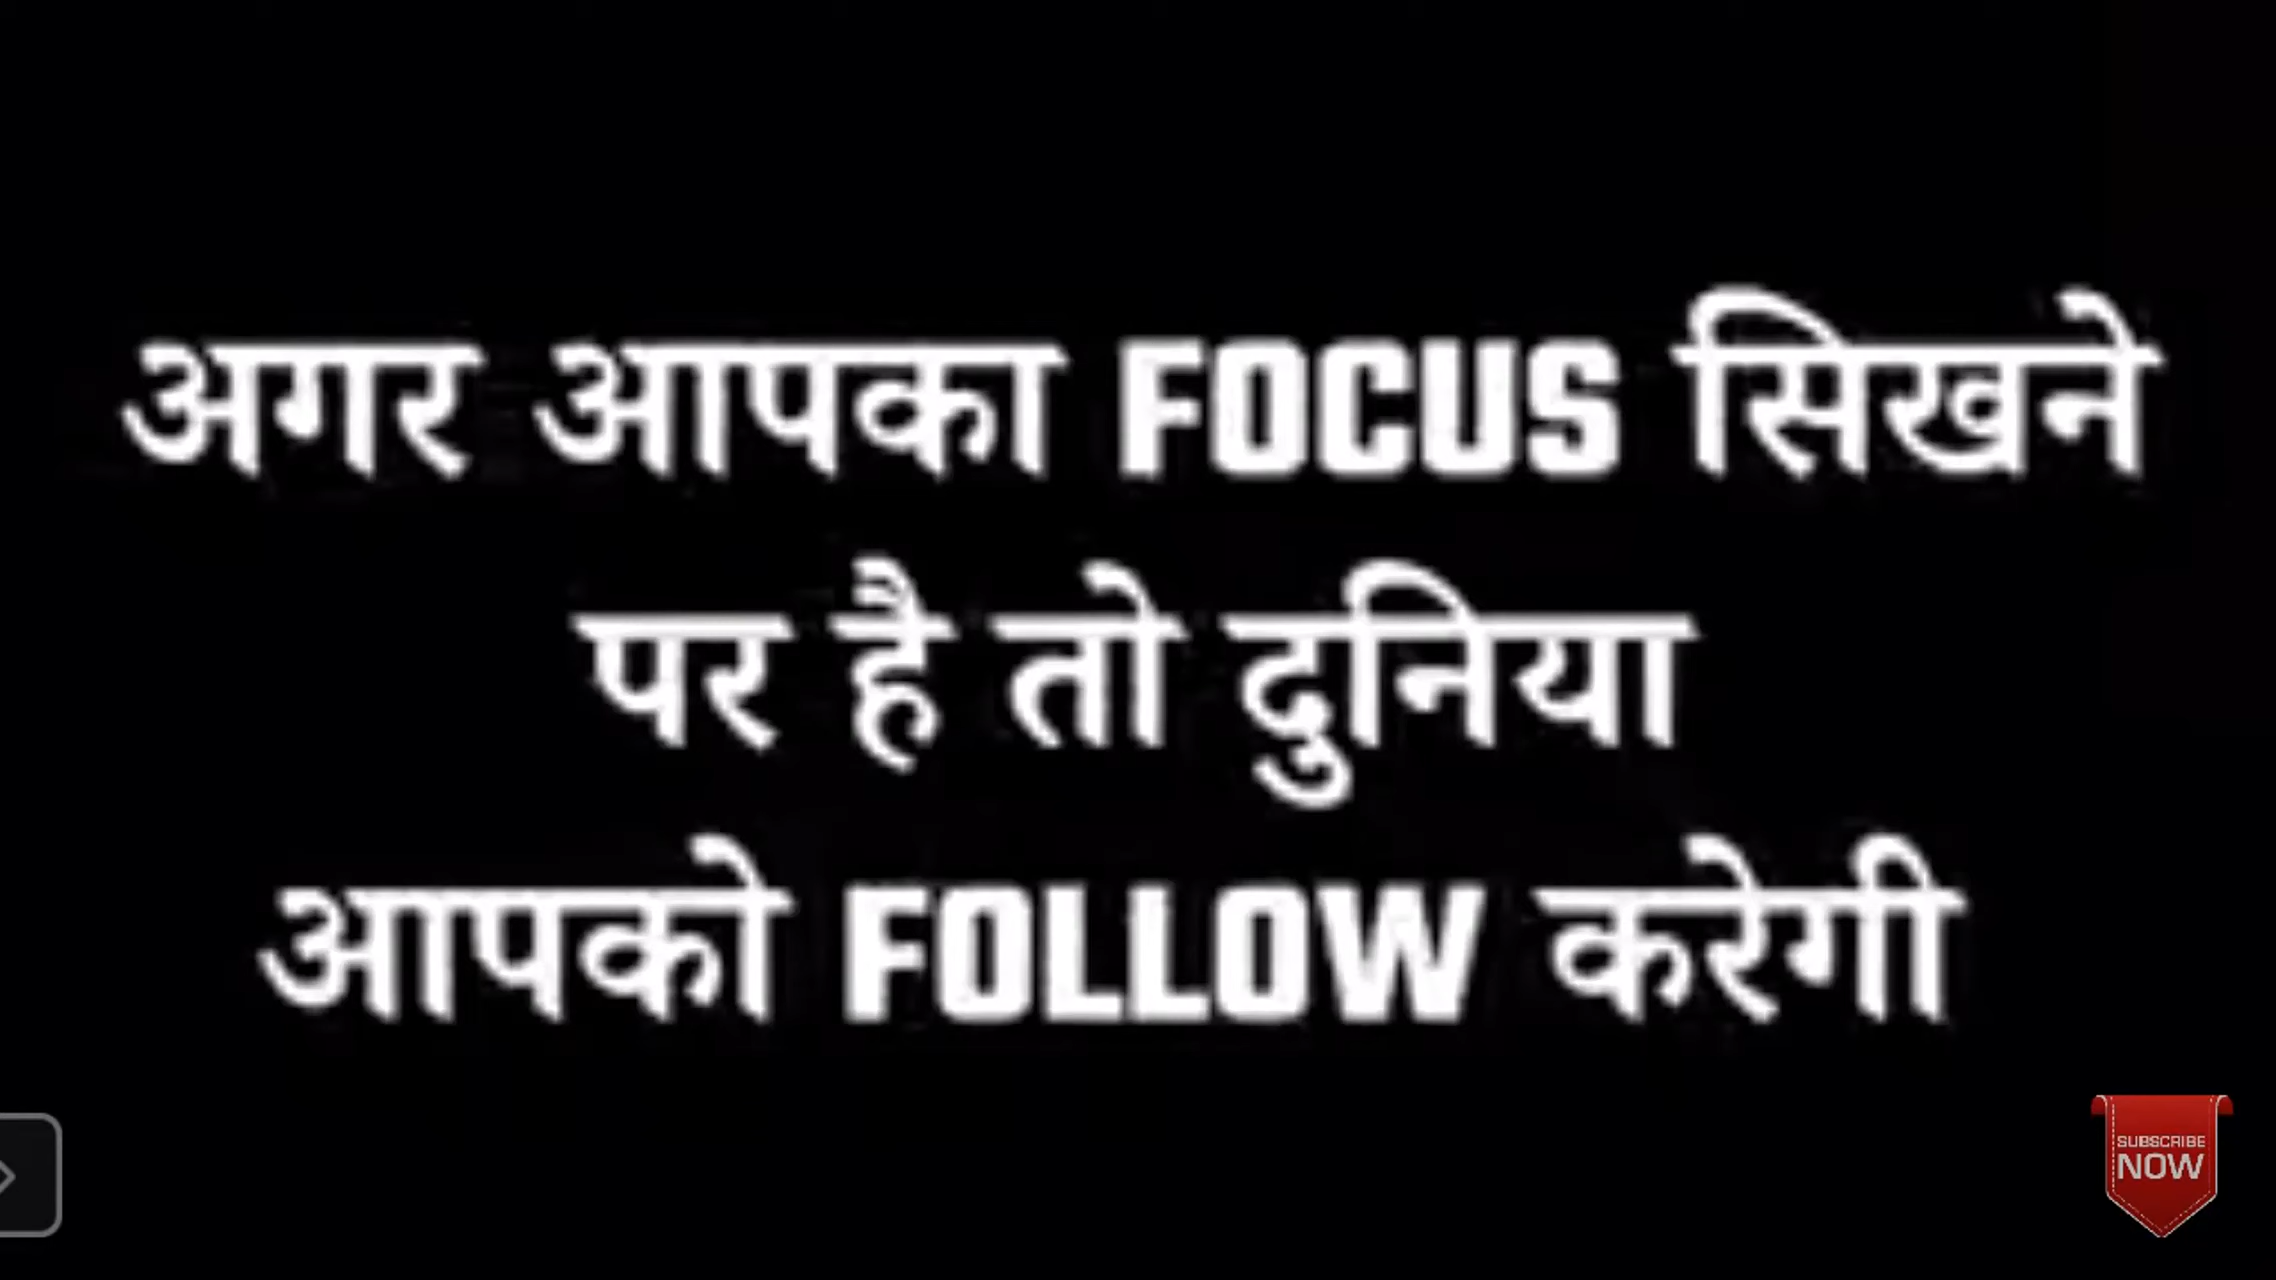 अगर आपका FOCUS सिखने
पर है तो दुनिया
आपको FOLLOW करेगी
SUBSCRIBE
NOW